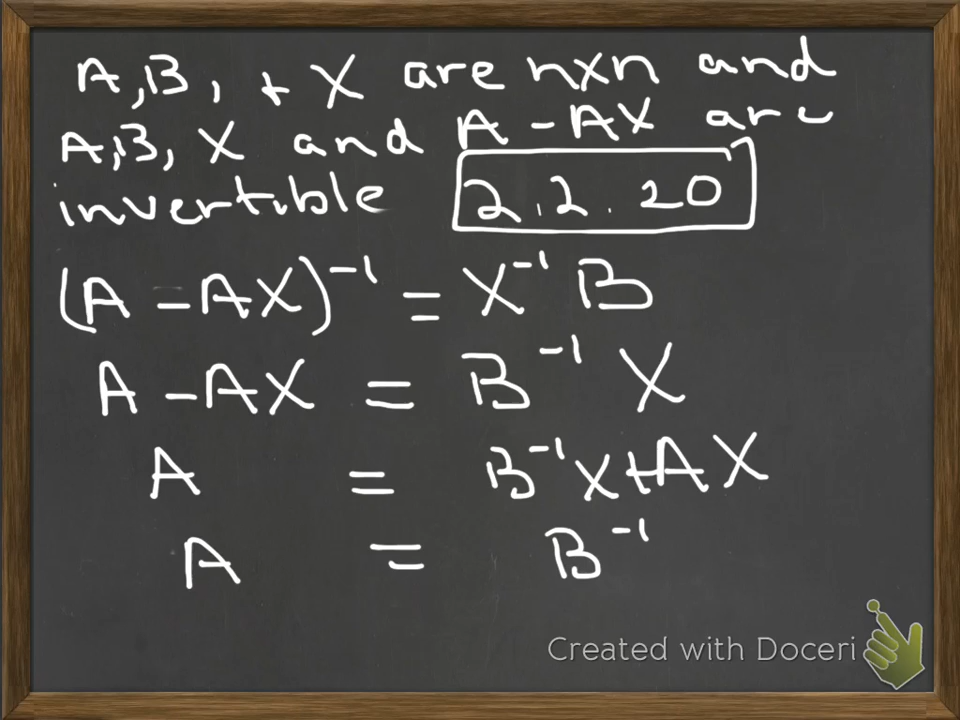 A,B, + X are nxn and
A,B, X and A - AX are
invertible 2.2.20
(A - AX)⁻¹ = X⁻¹ B
A - AX = B⁻¹ X
A = B⁻¹X+AX
A = B⁻¹
Created with Doceri